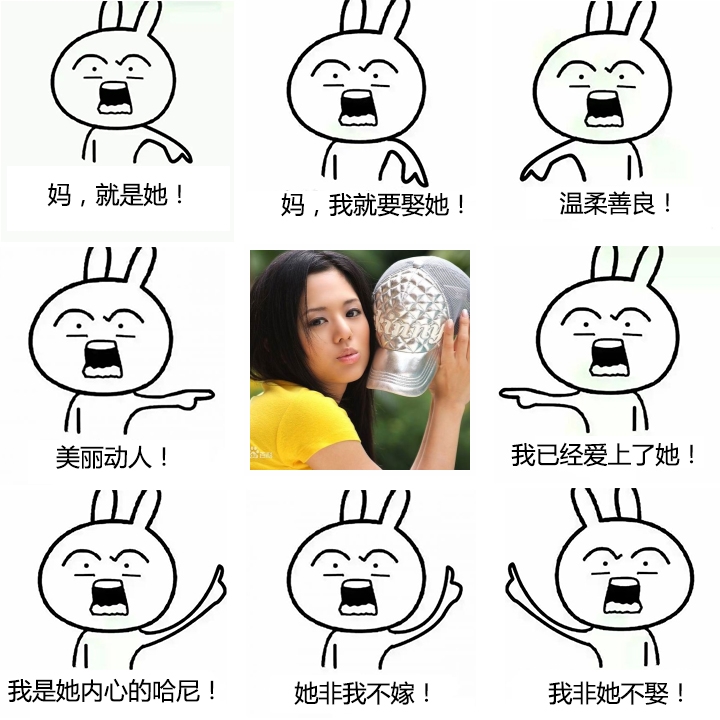 妈，就是她！
妈，我就要娶她！
温柔善良！
美丽动人！
我已经爱上了她！
我是她内心的哈尼！
她非我不嫁！
我非她不娶！